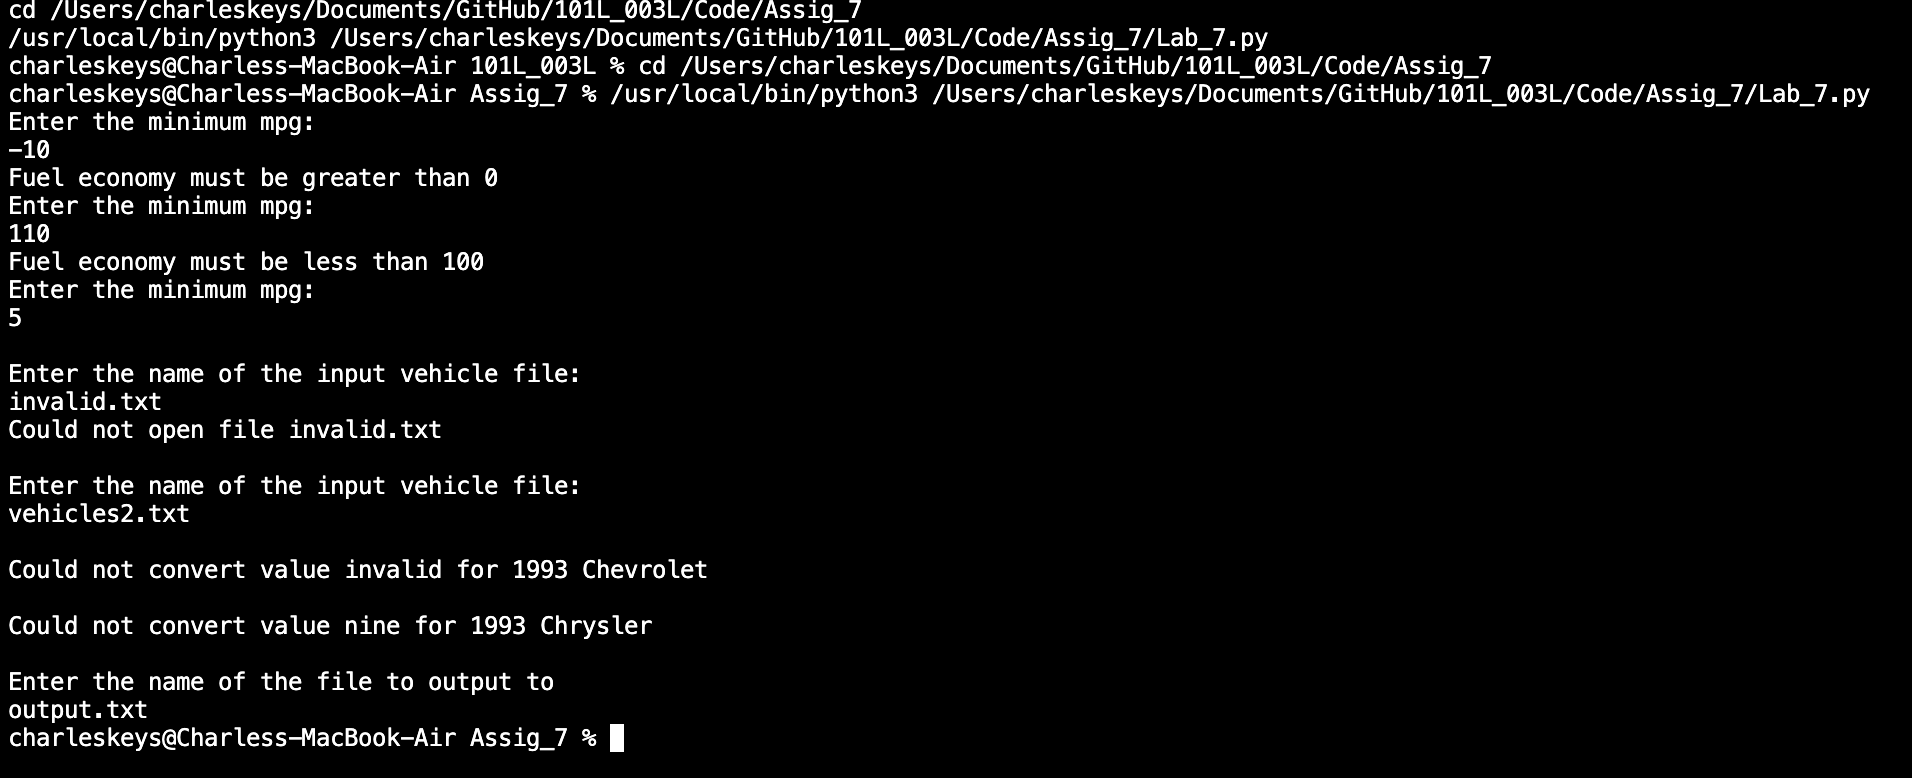 cd /Users/charleskeys/Documents/GitHub/101L_003L/Code/Assig_7
/usr/local/bin/python3 /Users/charleskeys/Documents/GitHub/101L_003L/Code/Assig_7/Lab_7.py
charleskeys@Charless-MacBook-Air 101L_003L % cd /Users/charleskeys/Documents/GitHub/101L_003L/Code/Assig_7
charleskeys@Charless-MacBook-Air Assig_7 % /usr/local/bin/python3 /Users/charleskeys/Documents/GitHub/101L_003L/Code/Assig_7/Lab_7.py
Enter the minimum mpg:
-10
Fuel economy must be greater than 0
Enter the minimum mpg:
110
Fuel economy must be less than 100
Enter the minimum mpg:
5
Enter the name of the input vehicle file:
invalid.txt
Could not open file invalid.txt
Enter the name of the input vehicle file:
vehicles2.txt
Could not convert value invalid for 1993 Chevrolet
Could not convert value nine for 1993 Chrysler
Enter the name of the file to output to
output.txt
charleskeys@Charless-MacBook-Air Assig_7 %